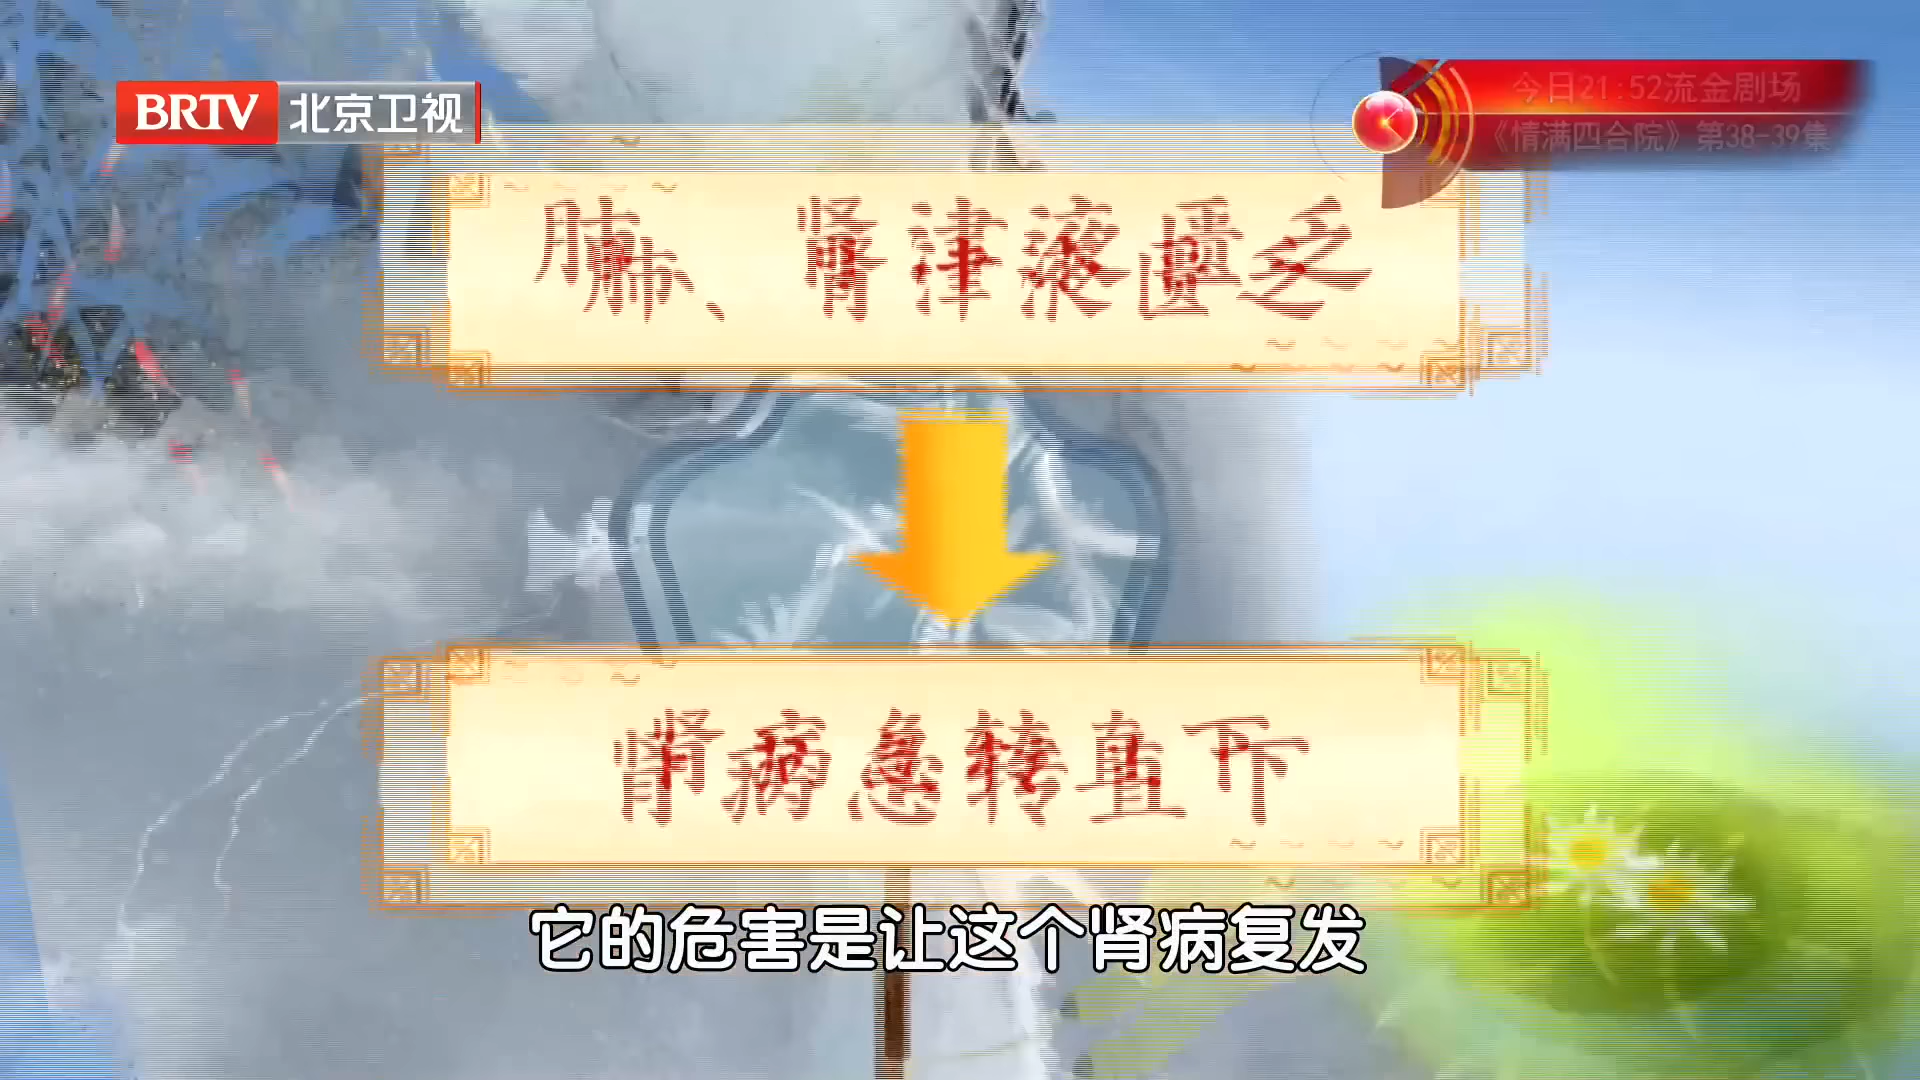 BRTV 北京卫视
今日21:52流金剧场
《情满四合院》第38-39集
肺、肾津液匮乏
肾病急转直下
它的危害是让这个肾病复发